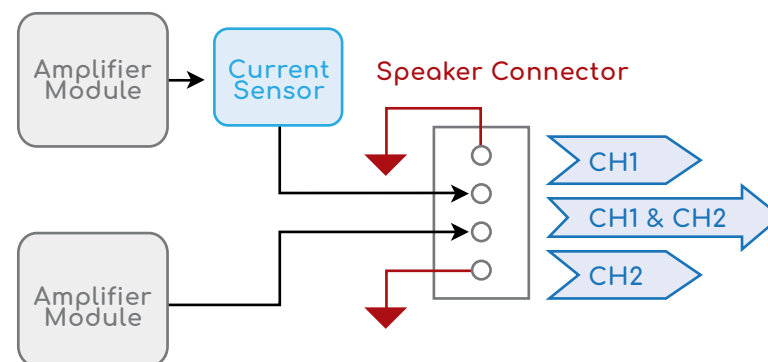 Amplifier
Module
Current
Sensor
Speaker Connector
CH1
CH1 & CH2
CH2
Amplifier
Module